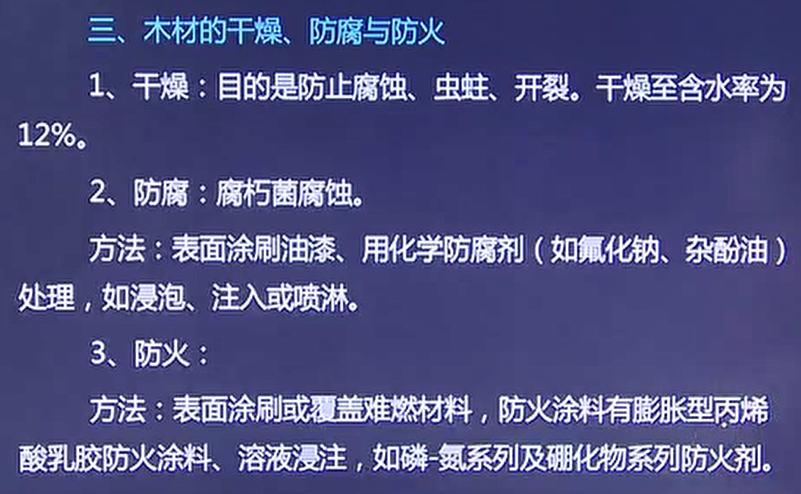 三、木材的干燥、防腐与防火
1、干燥：目的是防止腐蚀、虫蛀、开裂。干燥至含水率为
12%。
2、防腐：腐朽菌腐蚀。
方法：表面涂刷油漆、用化学防腐剂（如氟化钠、杂酚油）
处理，如浸泡、注入或喷淋。
3、防火：
方法：表面涂刷或覆盖难燃材料，防火涂料有膨胀型丙烯
酸乳胶防火涂料、溶液浸注，如磷-氮系列及硼化物系列防火剂。